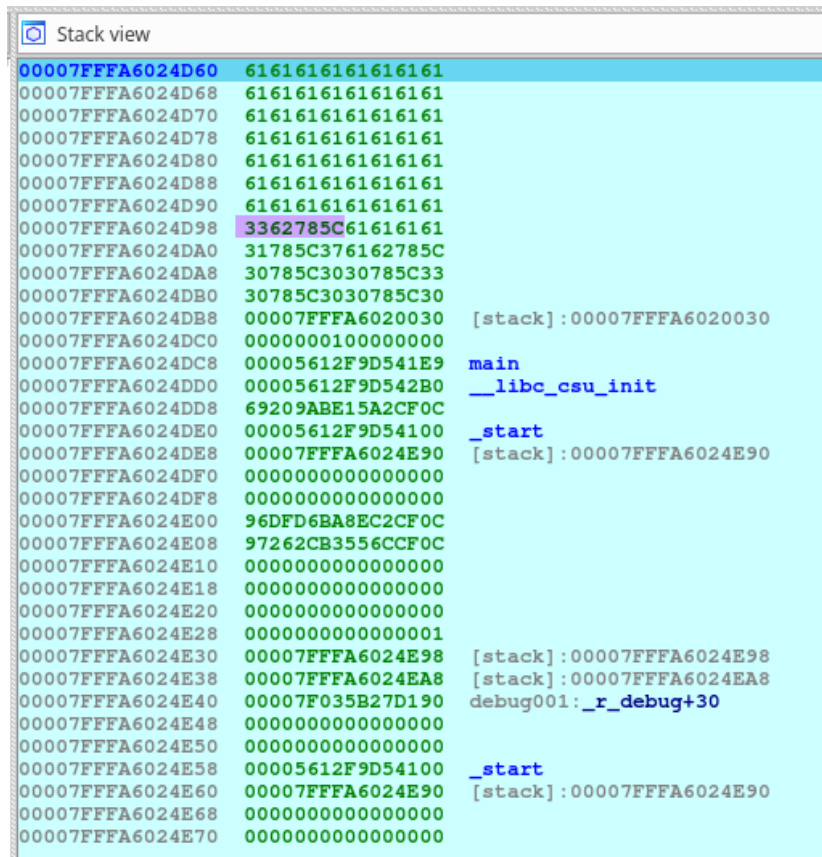 Stack view
00007FFFA6024D60 6161616161616161
00007FFFA6024D68 6161616161616161
00007FFFA6024D70 6161616161616161
00007FFFA6024D78 6161616161616161
00007FFFA6024D80 6161616161616161
00007FFFA6024D88 6161616161616161
00007FFFA6024D90 6161616161616161
00007FFFA6024D98 3362785C61616161
00007FFFA6024DA0 31785C376162785C
00007FFFA6024DA8 30785C3030785C33
00007FFFA6024DB0 30785C3030785C30
00007FFFA6024DB8 00007FFFA6020030 [stack]:00007FFFA6020030
00007FFFA6024DC0 0000000100000000
00007FFFA6024DC8 00005612F9D541E9 main
00007FFFA6024DD0 00005612F9D542B0 __libc_csu_init
00007FFFA6024DD8 69209ABE15A2CF0C
00007FFFA6024DE0 00005612F9D54100 _start
00007FFFA6024DE8 00007FFFA6024E90 [stack]:00007FFFA6024E90
00007FFFA6024DF0 0000000000000000
00007FFFA6024DF8 0000000000000000
00007FFFA6024E00 96DFD6BA8EC2CF0C
00007FFFA6024E08 97262CB3556CCF0C
00007FFFA6024E10 0000000000000000
00007FFFA6024E18 0000000000000000
00007FFFA6024E20 0000000000000000
00007FFFA6024E28 0000000000000001
00007FFFA6024E30 00007FFFA6024E98 [stack]:00007FFFA6024E98
00007FFFA6024E38 00007FFFA6024EA8 [stack]:00007FFFA6024EA8
00007FFFA6024E40 00007F035B27D190 debug001:_r_debug+30
00007FFFA6024E48 0000000000000000
00007FFFA6024E50 0000000000000000
00007FFFA6024E58 00005612F9D54100 _start
00007FFFA6024E60 00007FFFA6024E90 [stack]:00007FFFA6024E90
00007FFFA6024E68 0000000000000000
00007FFFA6024E70 0000000000000000